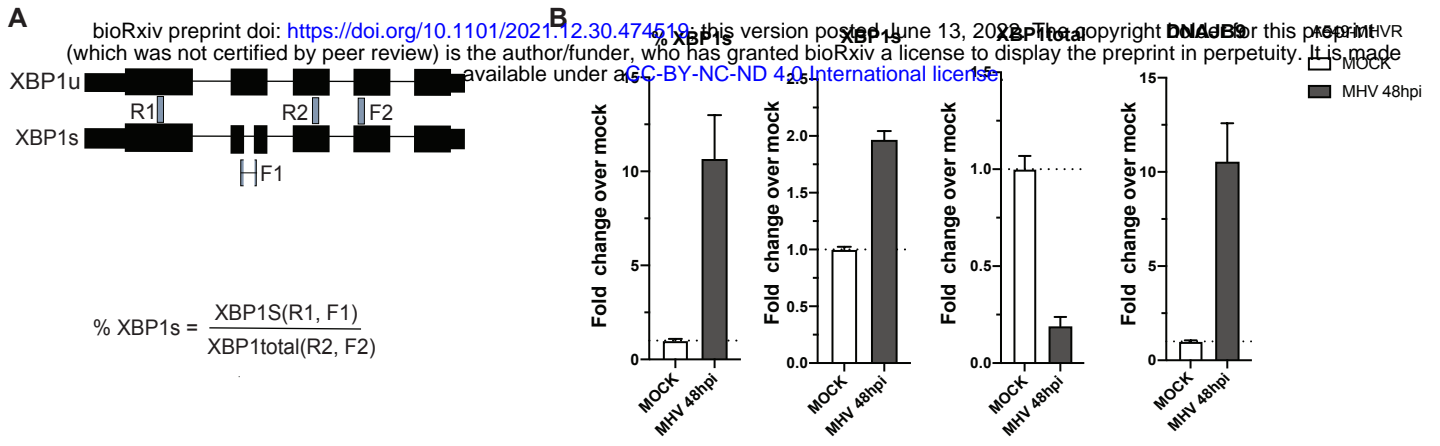 A
B
bioRxiv preprint doi: https://doi.org/10.1101/2021.12.30.474519; this version posted June 13, 2022. The copyright holder for this preprint
(which was not certified by peer review) is the author/funder, who has granted bioRxiv a license to display the preprint in perpetuity. It is made
available under aCC-BY-NC-ND 4.0 International license.
XBP1u
R1
R2
F2
XBP1s
F1
% XBP1s = XBP1S(R1, F1)
XBP1total(R2, F2)
% XBP1s
Fold change over mock
15
10
5
0
MOCK
MHV 48hpi
XBP1s
Fold change over mock
2.5
2.0
1.5
1.0
0.5
0.0
MOCK
MHV 48hpi
XBP1total
Fold change over mock
1.5
1.0
0.5
0.0
MOCK
MHV 48hpi
DNAJB9
Fold change over mock
15
10
5
0
MOCK
MHV 48hpi
A549-MHVR
MOCK
MHV 48hpi